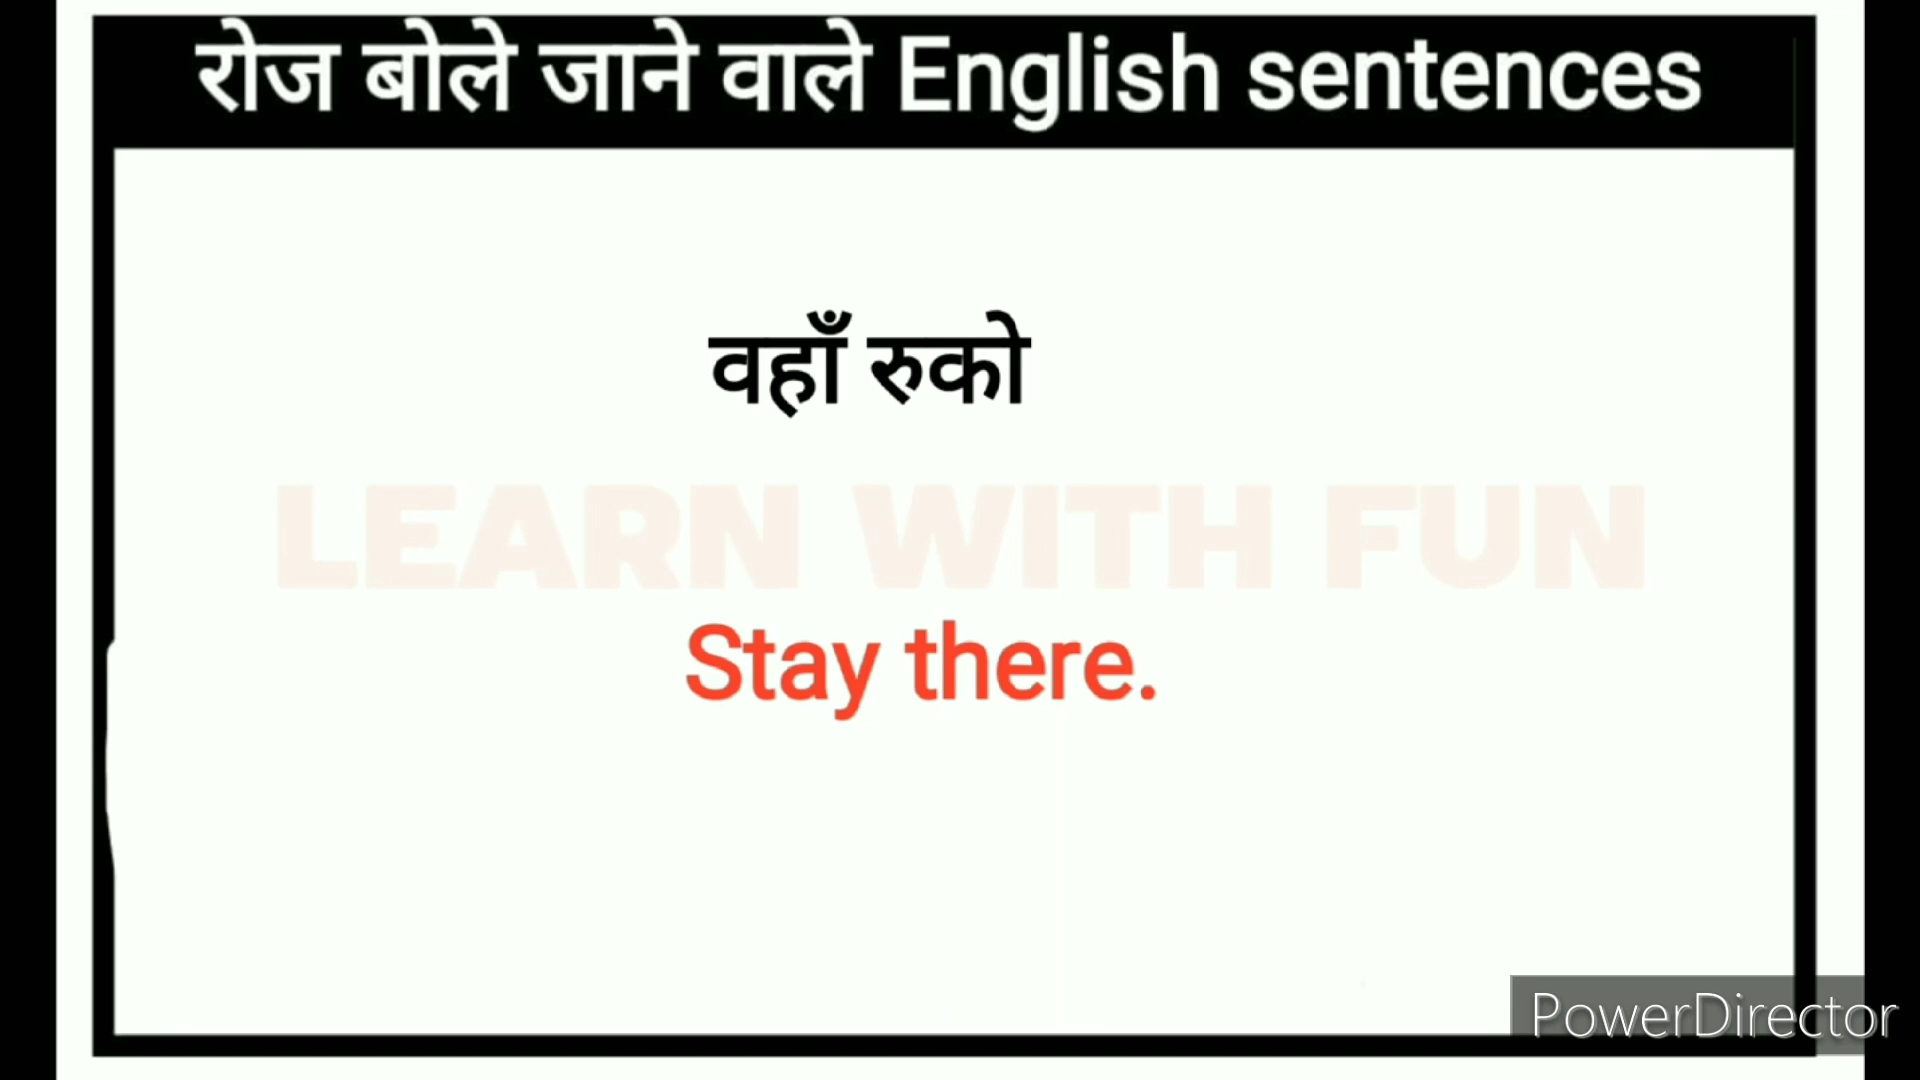 रोज बोले जाने वाले English sentences
वहाँ रुको
LEARN WITH FUN
Stay there.
PowerDirector